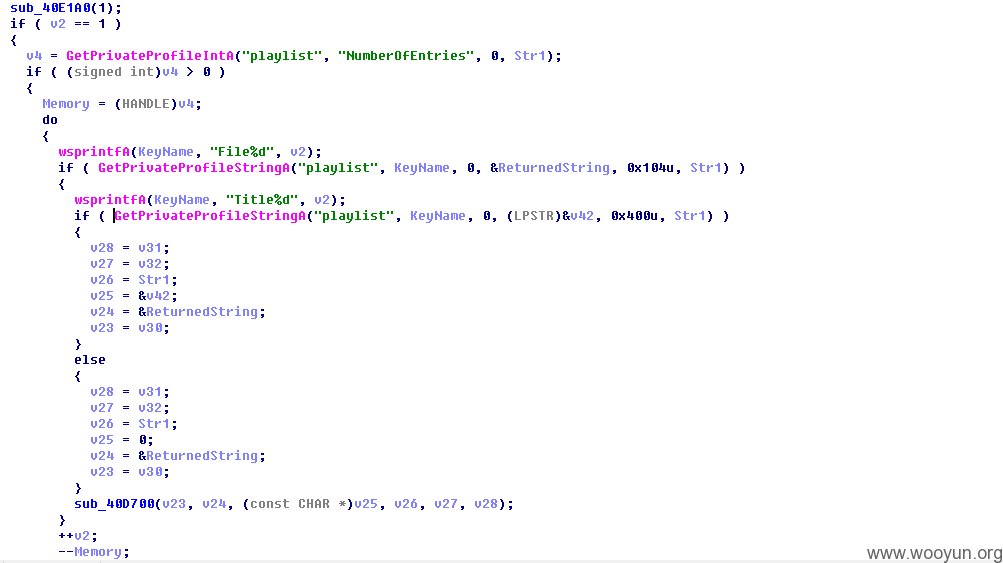 sub_40E1A0(1);
if ( v2 == 1 )
{
v4 = GetPrivateProfileIntA("playlist", "NumberOfEntries", 0, Str1);
if ( (signed int)v4 > 0 )
{
Memory = (HANDLE)v4;
do
{
wsprintfA(KeyName, "File%d", v2);
if ( GetPrivateProfileStringA("playlist", KeyName, 0, &ReturnedString, 0x104u, Str1) )
{
wsprintfA(KeyName, "Title%d", v2);
if ( GetPrivateProfileStringA("playlist", KeyName, 0, (LPSTR)&v42, 0x400u, Str1) )
{
v28 = v31;
v27 = v32;
v26 = Str1;
v25 = &v42;
v24 = &ReturnedString;
v23 = v30;
}
else
{
v28 = v31;
v27 = v32;
v26 = Str1;
v25 = 0;
v24 = &ReturnedString;
v23 = v30;
}
sub_40D700(v23, v24, (const CHAR *)v25, v26, v27, v28);
}
++v2;
--Memory;
www.wooyun.org